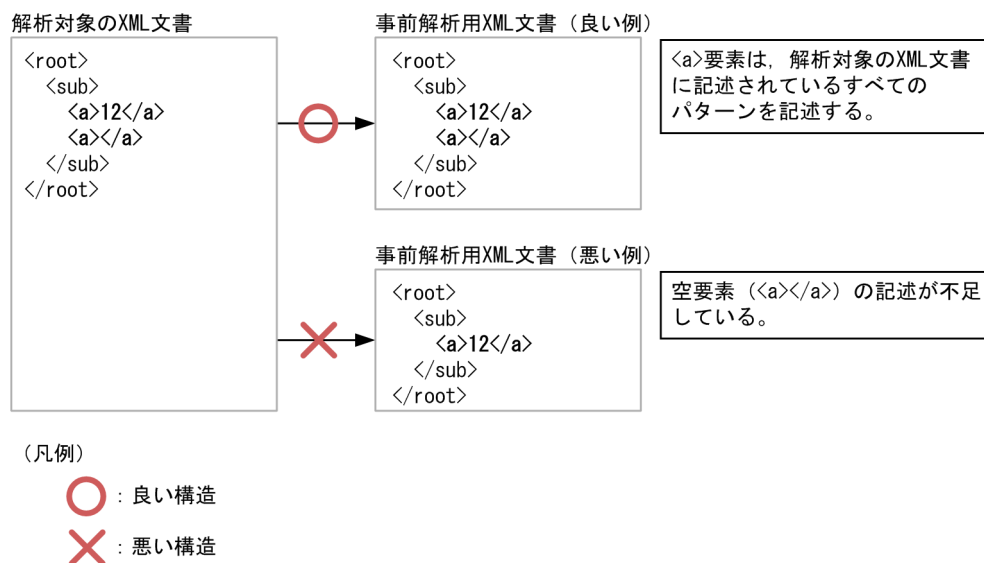 解析対象のXML文書
<root>
<sub>
<a>12</a>
<a></a>
</sub>
</root>
事前解析用XML文書（良い例）
<root>
<sub>
<a>12</a>
<a></a>
</sub>
</root>
<a>要素は，解析対象のXML文書
に記述されているすべての
パターンを記述する。
事前解析用XML文書（悪い例）
<root>
<sub>
<a>12</a>
</sub>
</root>
空要素（<a></a>）の記述が不足
している。
（凡例）
：良い構造
：悪い構造